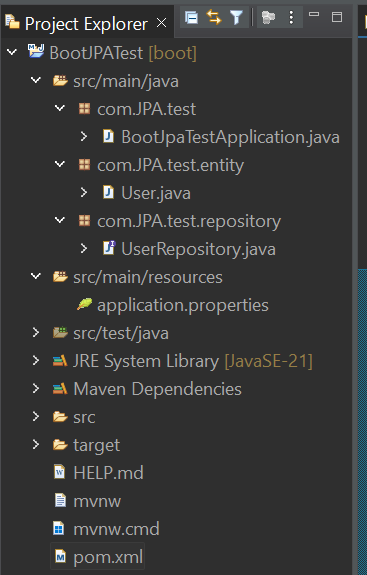 Project Explorer
BootJPATest [boot]
src/main/java
com.JPA.test
BootJpaTestApplication.java
com.JPA.test.entity
User.java
com.JPA.test.repository
UserRepository.java
src/main/resources
application.properties
src/test/java
JRE System Library [JavaSE-21]
Maven Dependencies
src
target
HELP.md
mvnw
mvnw.cmd
pom.xml